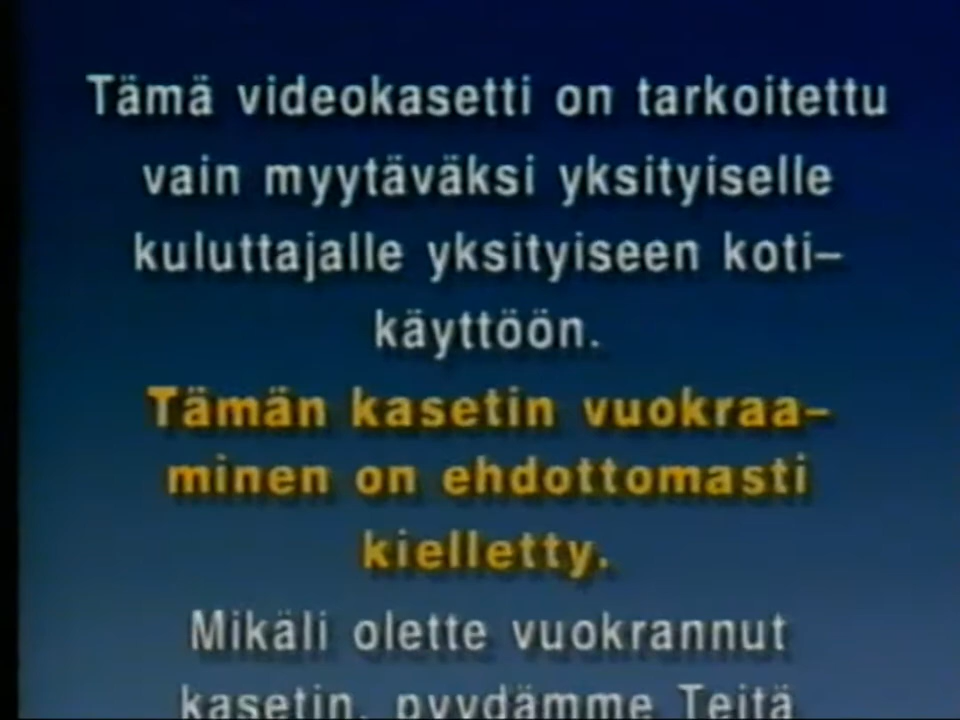 Tämä videokasetti on tarkoitettu
vain myytäväksi yksityiselle
kuluttajalle yksityiseen koti–
käyttöön.
Tämän kasetin vuokraa–
minen on ehdottomasti
kielletty.
Mikäli olette vuokrannut
kasetin, pyydämme Teitä